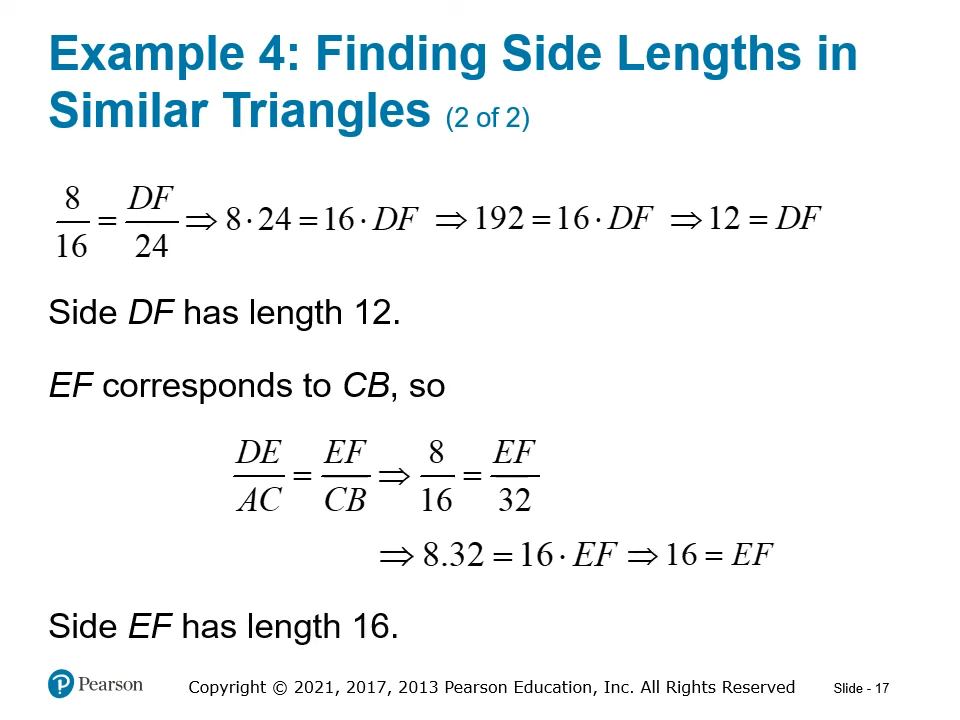 Example 4: Finding Side Lengths in
Similar Triangles (2 of 2)
8/16 = DF/24 ⇒ 8 · 24 = 16 · DF ⇒ 192 = 16 · DF ⇒ 12 = DF
Side DF has length 12.
EF corresponds to CB, so
DE/AC = EF/CB ⇒ 8/16 = EF/32
⇒ 8.32 = 16 · EF ⇒ 16 = EF
Side EF has length 16.
Pearson Copyright © 2021, 2017, 2013 Pearson Education, Inc. All Rights Reserved Slide - 17